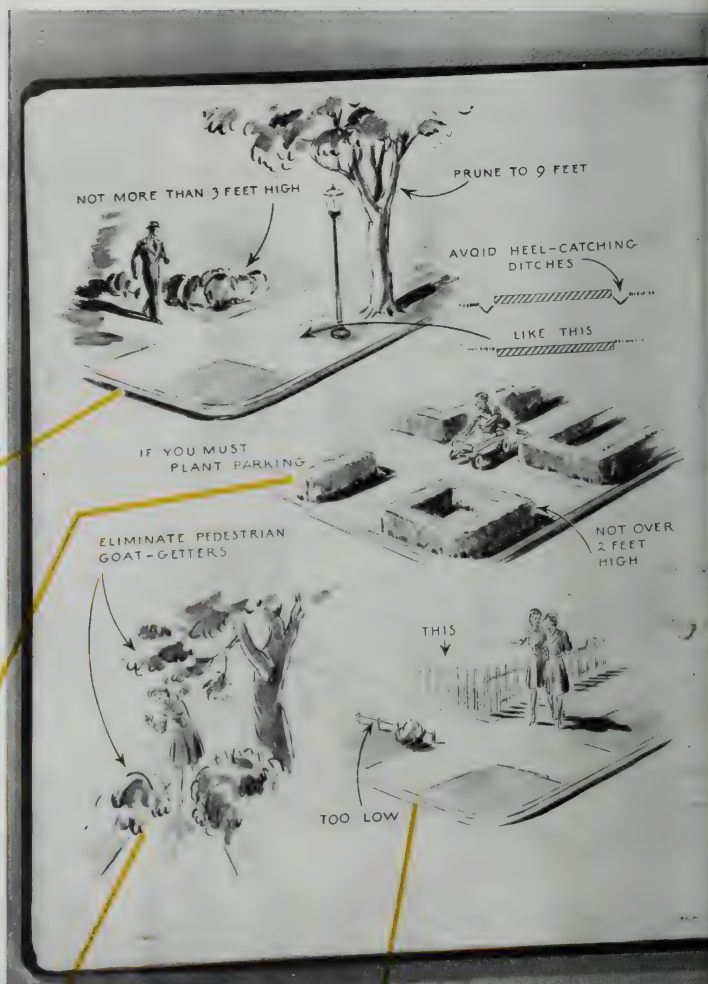 NOT MORE THAN 3 FEET HIGH
PRUNE TO 9 FEET
AVOID HEEL-CATCHING
DITCHES
LIKE THIS
IF YOU MUST
PLANT PARKING
NOT OVER
2 FEET
HIGH
ELIMINATE PEDESTRIAN
GOAT-GETTERS
THIS
TOO LOW